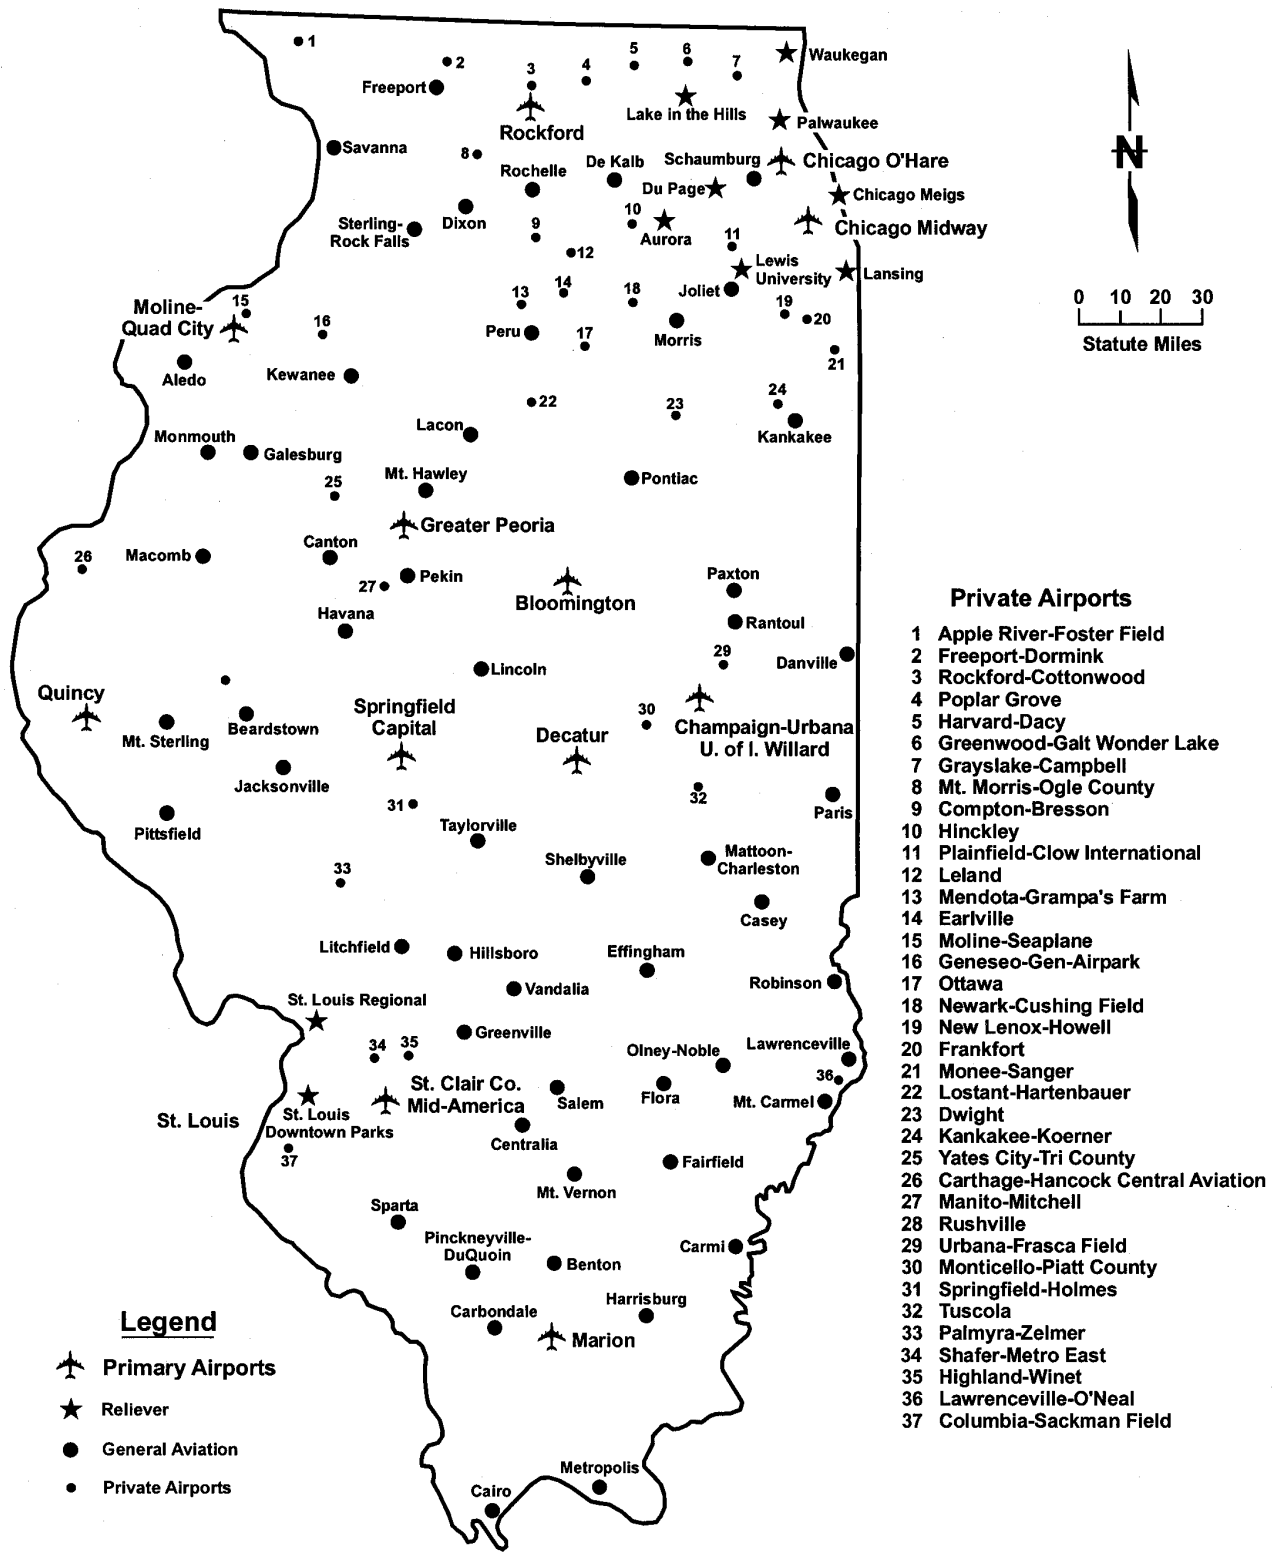 1
2
Freeport
3
Rockford
4
5
6
7
Waukegan
Lake in the Hills
Palwaukee
Savanna
8
Rochelle
De Kalb
Schaumburg
Chicago O'Hare
Du Page
Chicago Meigs
Dixon
Sterling-
Rock Falls
9
10
Aurora
11
Chicago Midway
12
Lewis
University
Lansing
Joliet
Moline-
Quad City
15
16
13
14
18
19
20
Peru
17
Morris
21
Aledo
Kewanee
22
23
24
Kankakee
Lacon
Monmouth
Galesburg
Mt. Hawley
Pontiac
25
Greater Peoria
26
Macomb
Canton
27
Pekin
Bloomington
Paxton
Havana
Rantoul
29
Danville
Lincoln
Quincy
Mt. Sterling
Beardstown
Springfield
Capital
Decatur
30
Champaign-Urbana
U. of I. Willard
Jacksonville
31
32
Paris
Pittsfield
Taylorville
Shelbyville
Mattoon-
Charleston
33
Casey
Litchfield
Hillsboro
Effingham
Robinson
Vandalia
St. Louis Regional
Greenville
34
35
Olney-Noble
Lawrenceville
36
St. Clair Co.
Mid-America
Salem
Flora
Mt. Carmel
St. Louis
St. Louis
Downtown Parks
37
Centralia
Fairfield
Mt. Vernon
Sparta
Pinckneyville-
DuQuoin
Benton
Carmi
Carbondale
Harrisburg
Marion
Metropolis
Cairo
N
0 10 20 30
Statute Miles
Private Airports
1 Apple River-Foster Field
2 Freeport-Dormink
3 Rockford-Cottonwood
4 Poplar Grove
5 Harvard-Dacy
6 Greenwood-Galt Wonder Lake
7 Grayslake-Campbell
8 Mt. Morris-Ogle County
9 Compton-Bresson
10 Hinckley
11 Plainfield-Clow International
12 Leland
13 Mendota-Grampa's Farm
14 Earlville
15 Moline-Seaplane
16 Geneseo-Gen-Airpark
17 Ottawa
18 Newark-Cushing Field
19 New Lenox-Howell
20 Frankfort
21 Monee-Sanger
22 Lostant-Hartenbauer
23 Dwight
24 Kankakee-Koerner
25 Yates City-Tri County
26 Carthage-Hancock Central Aviation
27 Manito-Mitchell
28 Rushville
29 Urbana-Frasca Field
30 Monticello-Piatt County
31 Springfield-Holmes
32 Tuscola
33 Palmyra-Zelmer
34 Shafer-Metro East
35 Highland-Winet
36 Lawrenceville-O'Neal
37 Columbia-Sackman Field
Legend
Primary Airports
Reliever
General Aviation
Private Airports